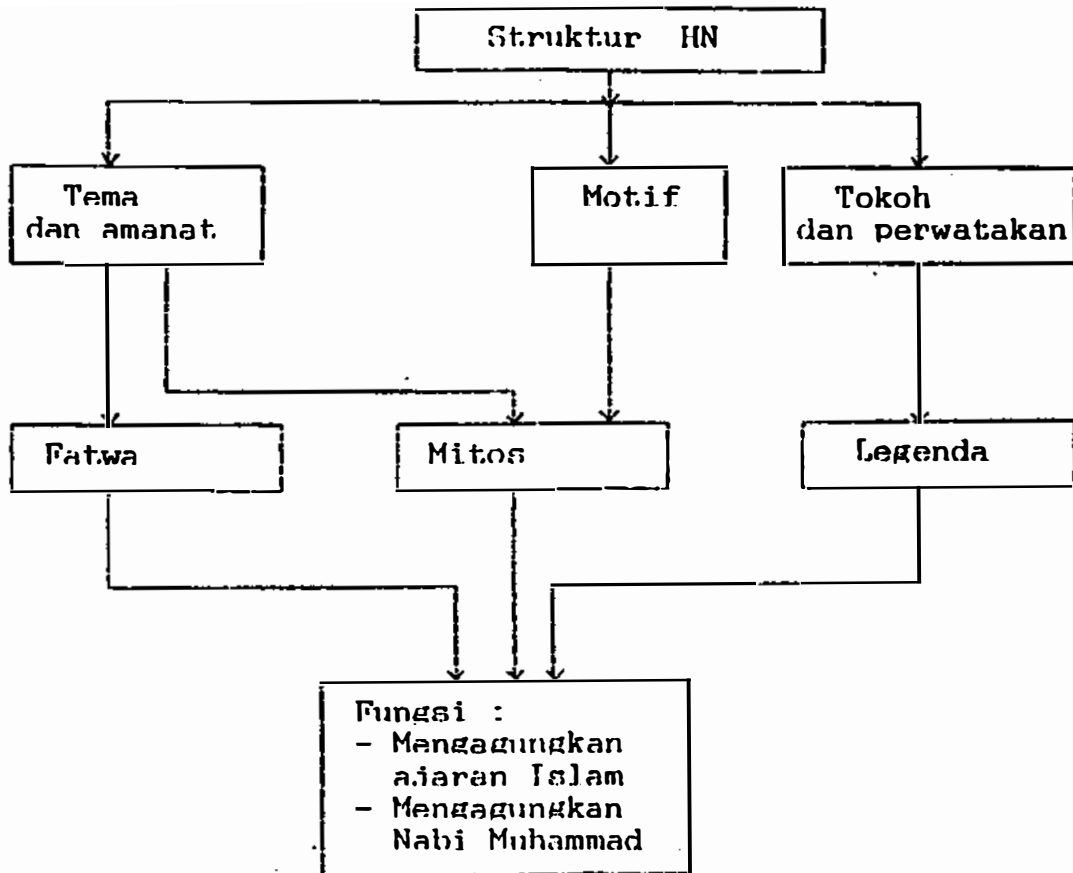 Struktur HN
Tema
dan amanat
Motif
Tokoh
dan perwatakan
Fatwa
Mitos
Legenda
Fungsi :
- Mengagungkan
ajaran Islam
- Mengagungkan
Nabi Muhammad